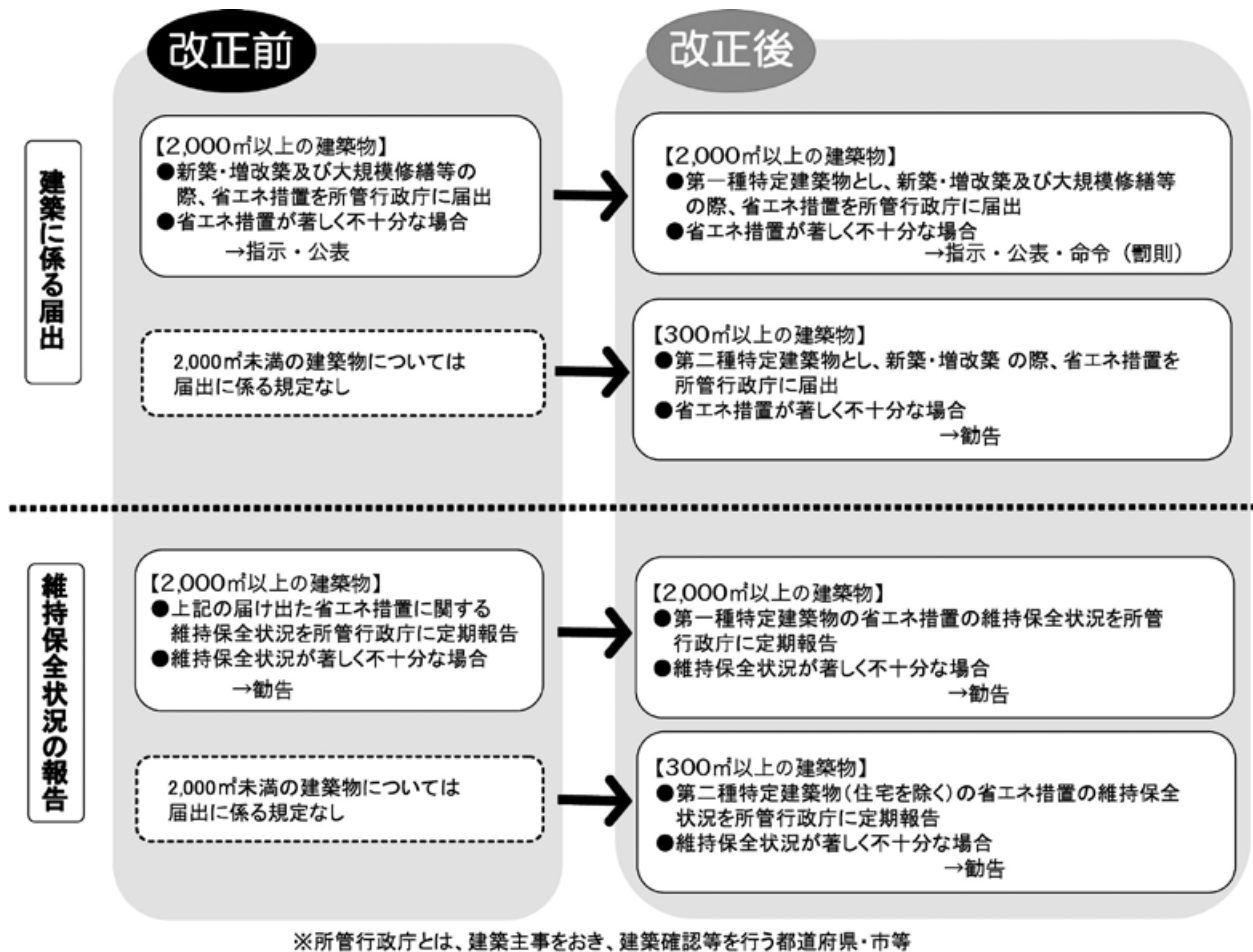 改正前
改正後
建築に係る届出
【2,000㎡以上の建築物】
●新築・増改築及び大規模修繕等の
際、省エネ措置を所管行政庁に届出
●省エネ措置が著しく不十分な場合
→指示・公表
【2,000㎡以上の建築物】
●第一種特定建築物とし、新築・増改築及び大規模修繕等
の際、省エネ措置を所管行政庁に届出
●省エネ措置が著しく不十分な場合
→指示・公表・命令（罰則）
2,000㎡未満の建築物については
届出に係る規定なし
【300㎡以上の建築物】
●第二種特定建築物とし、新築・増改築 の際、省エネ措置を
所管行政庁に届出
●省エネ措置が著しく不十分な場合
→勧告
維持保全状況の報告
【2,000㎡以上の建築物】
●上記の届け出た省エネ措置に関する
維持保全状況を所管行政庁に定期報告
●維持保全状況が著しく不十分な場合
→勧告
【2,000㎡以上の建築物】
●第一種特定建築物の省エネ措置の維持保全状況を所管
行政庁に定期報告
●維持保全状況が著しく不十分な場合
→勧告
2,000㎡未満の建築物については
届出に係る規定なし
【300㎡以上の建築物】
●第二種特定建築物（住宅を除く）の省エネ措置の維持保全
状況を所管行政庁に定期報告
●維持保全状況が著しく不十分な場合
→勧告
※所管行政庁とは、建築主事をおき、建築確認等を行う都道府県・市等